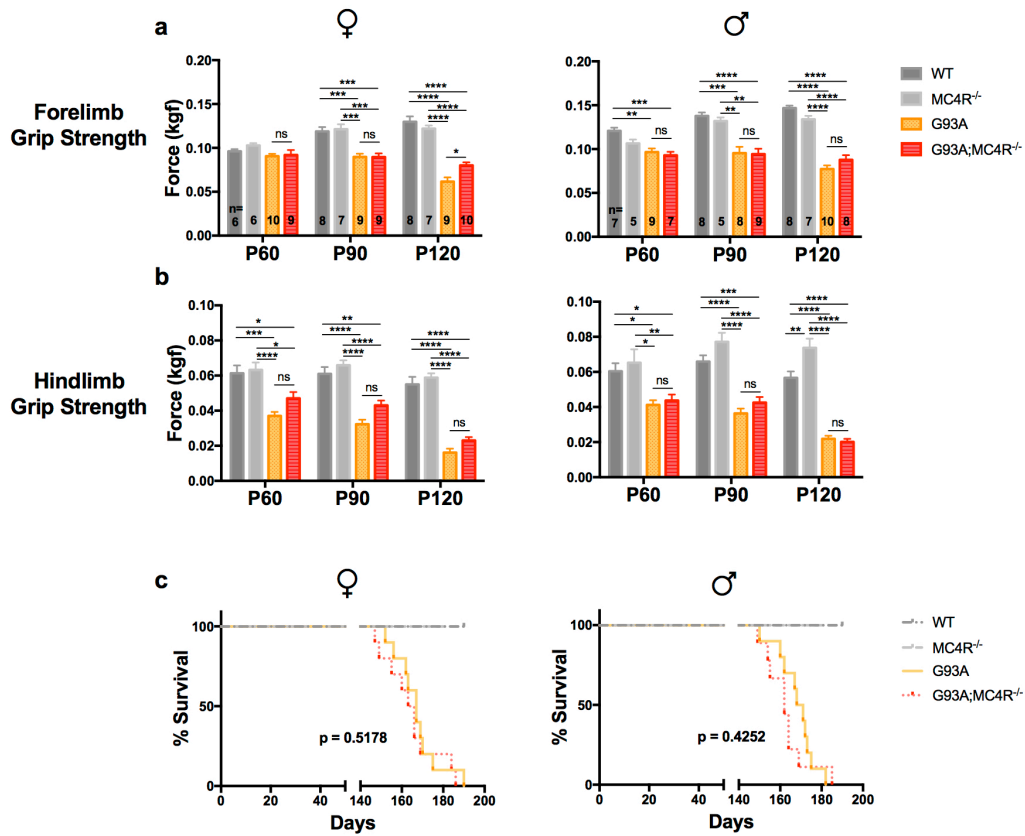 a ♀ ♂
Forelimb
Grip Strength
Force (kgf)
0.20
0.15
0.10
0.05
0.00
*** *** *** ***
**** **** **** ****
ns ns *
n=
6 6 10 9 8 7 9 9 8 7 9 10
P60 P90 P120
0.20
0.15
0.10
0.05
0.00
*** ** ns
**** *** ** ** ns
**** **** **** **** ns
n=
7 5 9 7 8 5 8 9 8 7 10 8
P60 P90 P120
WT
MC4R-/-
G93A
G93A;MC4R-/-
b
Hindlimb
Grip Strength
Force (kgf)
0.10
0.08
0.06
0.04
0.02
0.00
* *** * **** ns
** **** **** **** ns
**** **** **** **** ns
P60 P90 P120
0.10
0.08
0.06
0.04
0.02
0.00
* * ** * ns
*** **** **** **** ns
**** **** **** ** **** ns
P60 P90 P120
c ♀ ♂
% Survival
100
50
0
p = 0.5178
0 20 40 140 160 180 200
Days
% Survival
100
50
0
p = 0.4252
0 20 40 140 160 180 200
Days
WT
MC4R-/-
G93A
G93A;MC4R-/-